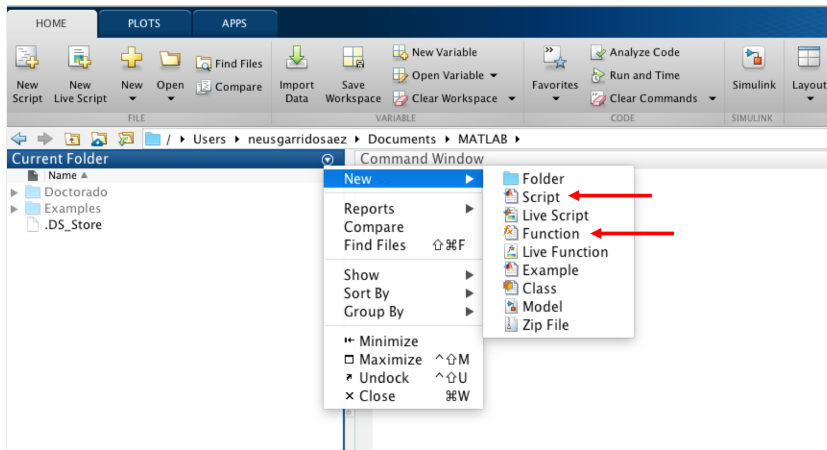 HOME PLOTS APPS
New Script
New Live Script
New
Open
Find Files
Compare
FILE
Import Data
Save Workspace
New Variable
Open Variable
Clear Workspace
VARIABLE
Favorites
Analyze Code
Run and Time
Clear Commands
CODE
Simulink
SIMULINK
Layout
/ Users neusgarridosaez Documents MATLAB
Current Folder
Name
Doctorado
Examples
.DS_Store
Command Window
New
Reports
Compare
Find Files ⇧⌘F
Show
Sort By
Group By
Minimize
Maximize ^⇧M
Undock ^⇧U
Close ⌘W
Folder
Script
Live Script
Function
Live Function
Example
Class
Model
Zip File